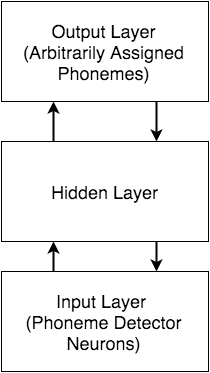 Output Layer
(Arbitrarily Assigned
Phonemes)
Hidden Layer
Input Layer
(Phoneme Detector
Neurons)